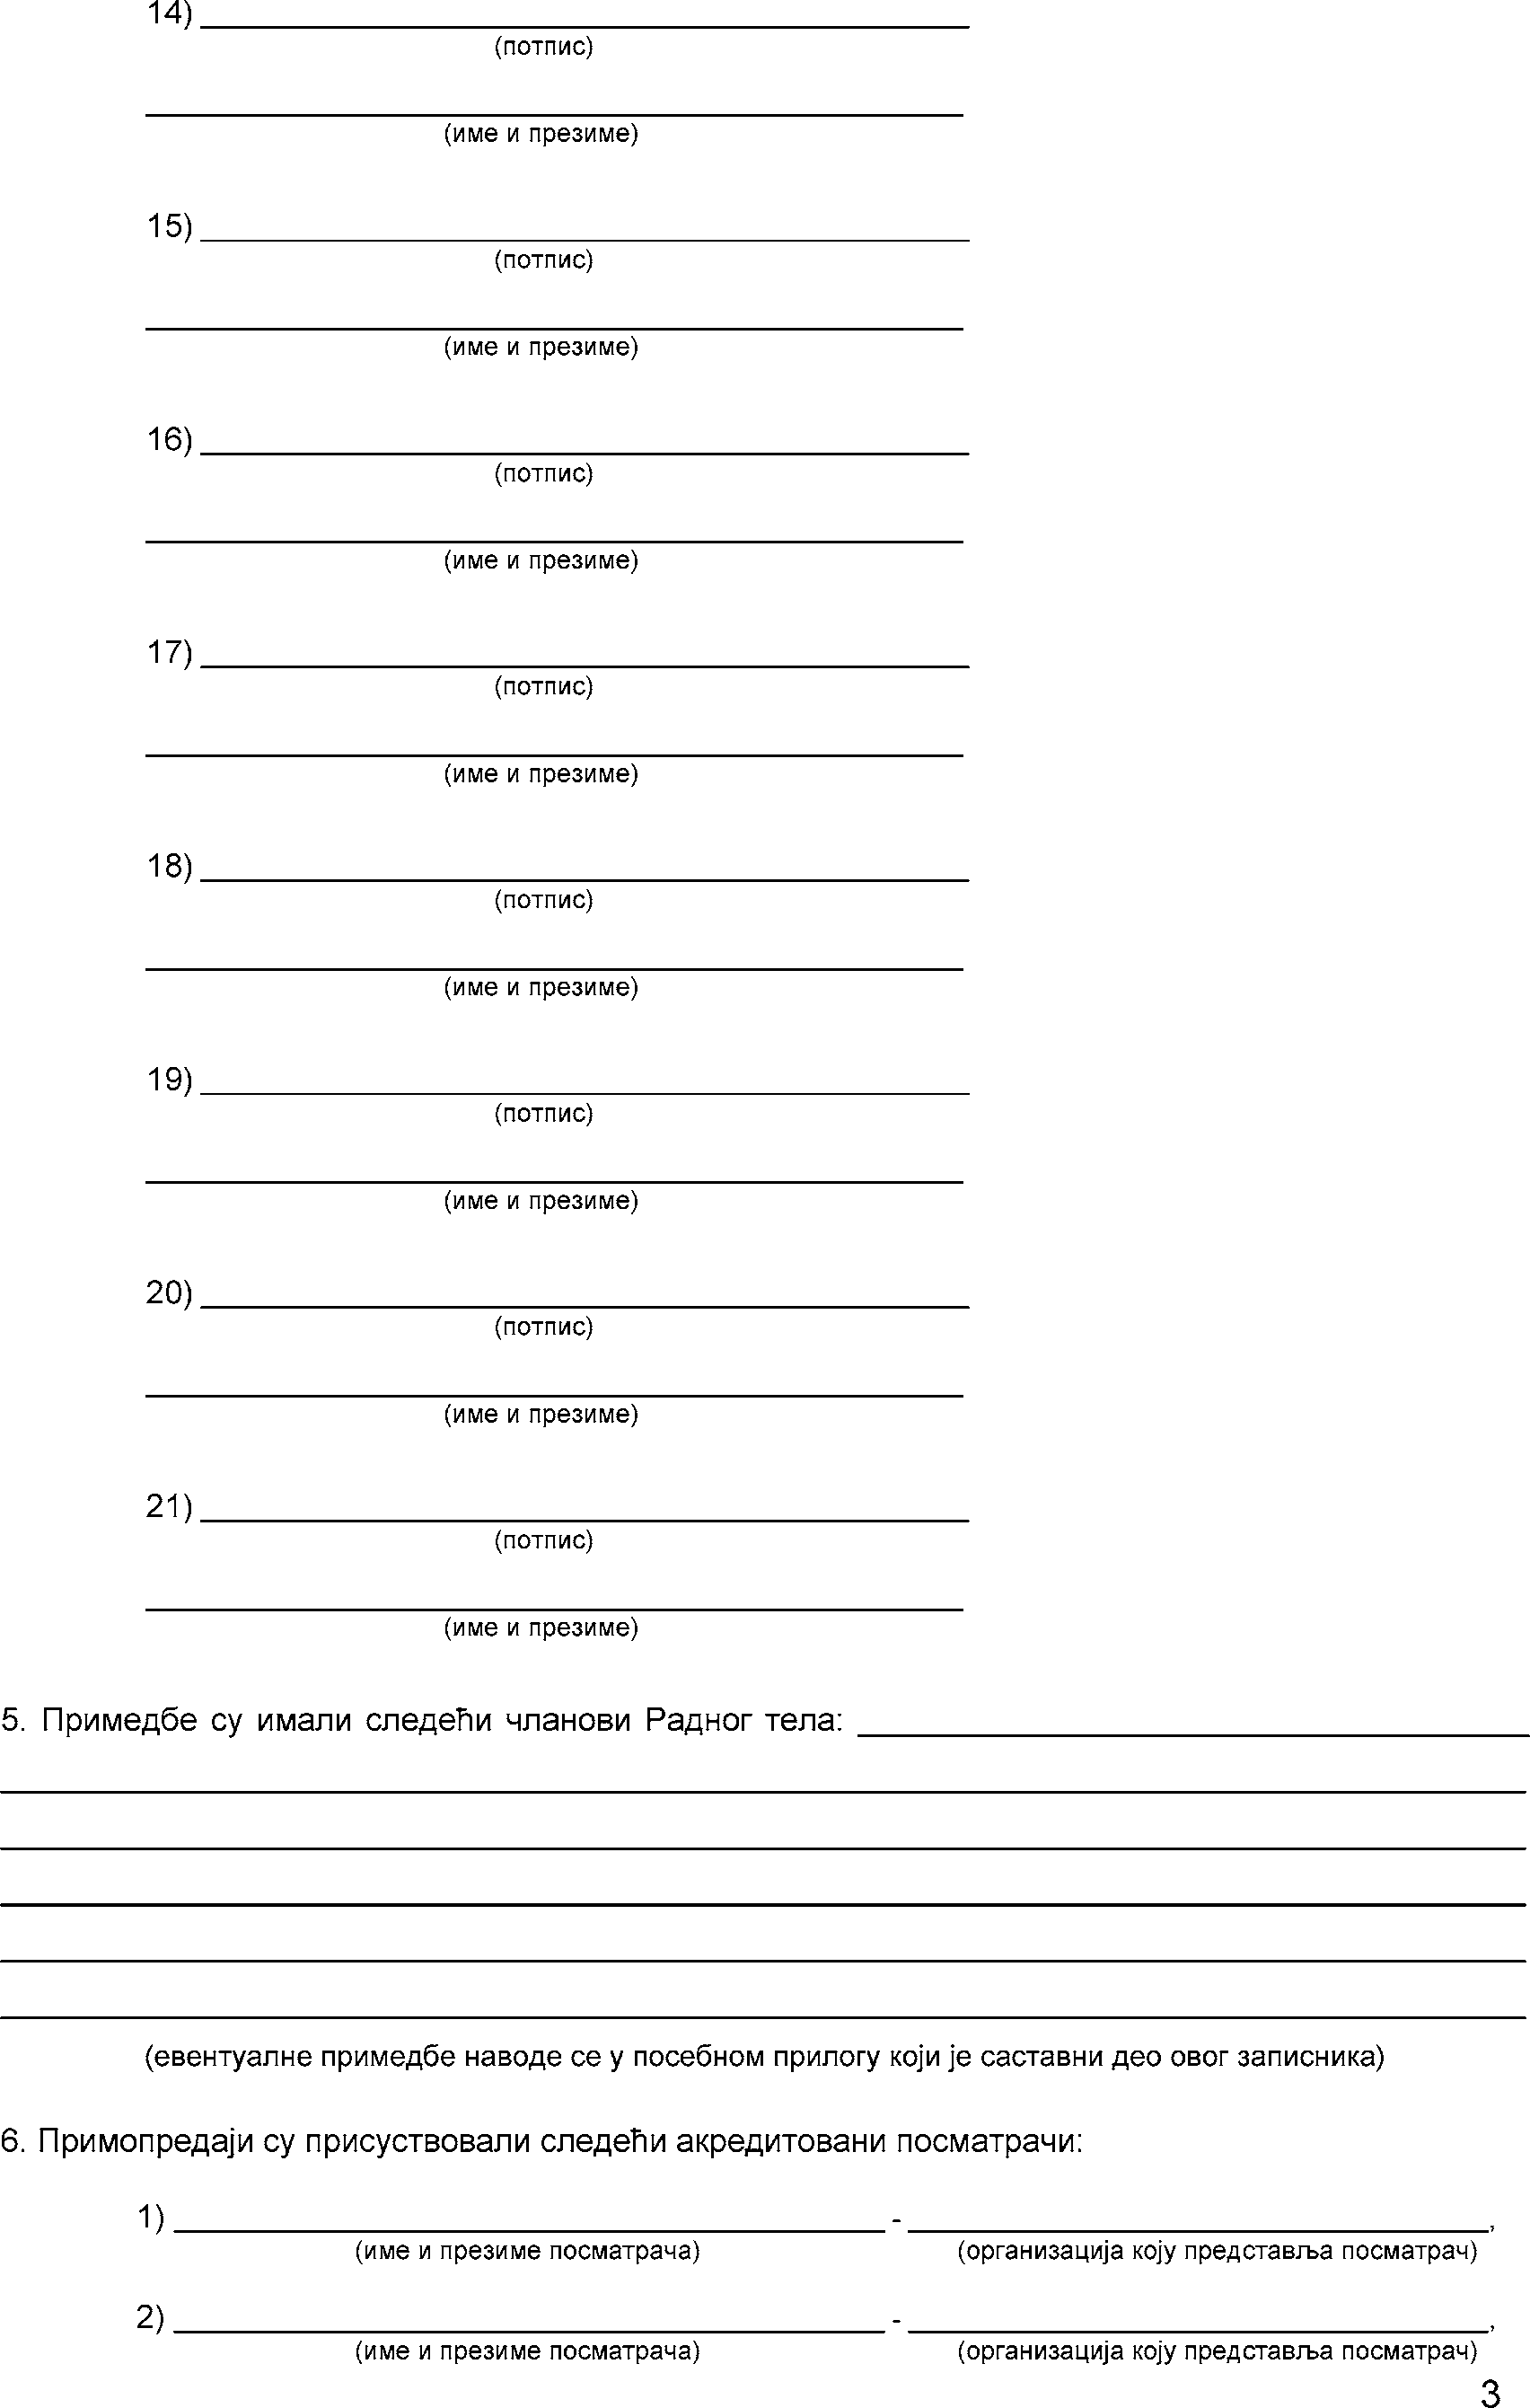 14)
(потпис)
(име и презиме)
15)
(потпис)
(име и презиме)
16)
(потпис)
(име и презиме)
17)
(потпис)
(име и презиме)
18)
(потпис)
(име и презиме)
19)
(потпис)
(име и презиме)
20)
(потпис)
(име и презиме)
21)
(потпис)
(име и презиме)
5. Примедбе су имали следећи чланови Радног тела:
(евентуалне примедбе наводе се у посебном прилогу који је саставни део овог записника)
6. Примопредаји су присуствовали следећи акредитовани посматрачи:
1) - ,
(име и презиме посматрача) (организација коју представља посматрач)
2) - ,
(име и презиме посматрача) (организација коју представља посматрач)
3